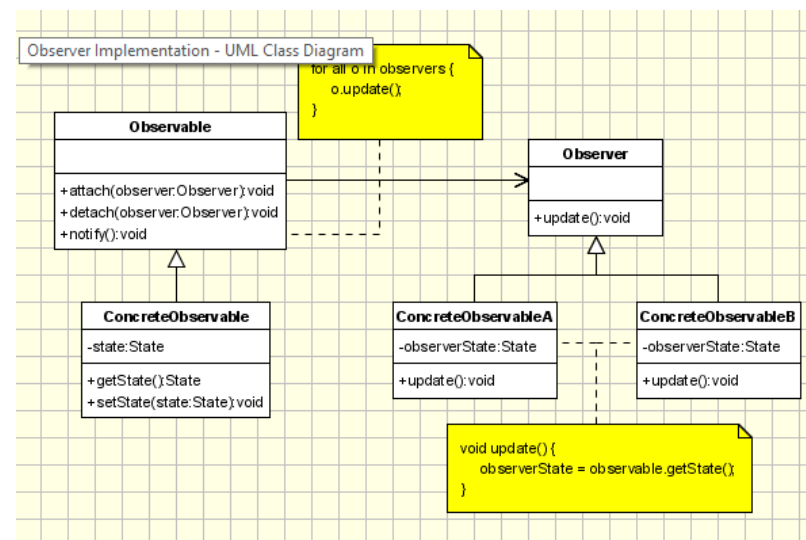 Observer Implementation - UML Class Diagram
for all o in observers {
o.update();
}
Observable
+attach(observer:Observer):void
+detach(observer:Observer):void
+notify():void
Observer
+update():void
ConcreteObservable
-state:State
+getState():State
+setState(state:State):void
ConcreteObservableA
-observerState:State
+update():void
ConcreteObservableB
-observerState:State
+update():void
void update() {
observerState = observable.getState();
}